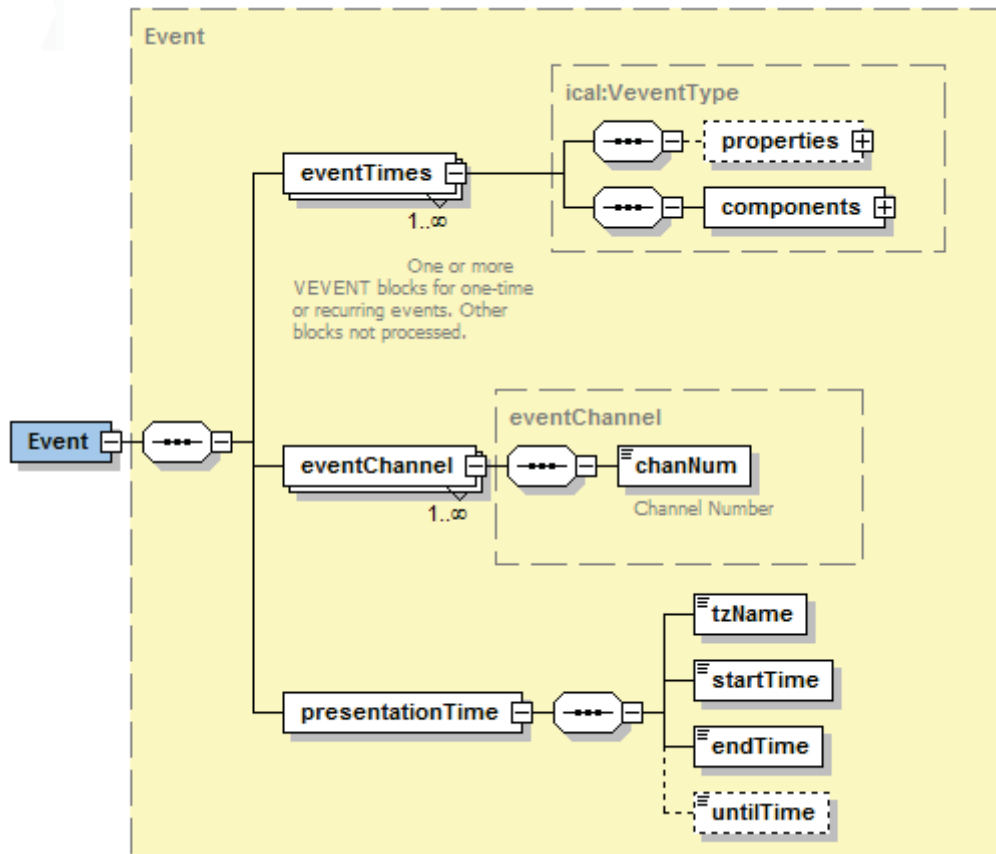 Event
ical:VeventType
properties
eventTimes
components
1..∞
One or more
VEVENT blocks for one-time
or recurring events. Other
blocks not processed.
eventChannel
Event
eventChannel
chanNum
1..∞
Channel Number
tzName
startTime
presentationTime
endTime
untilTime